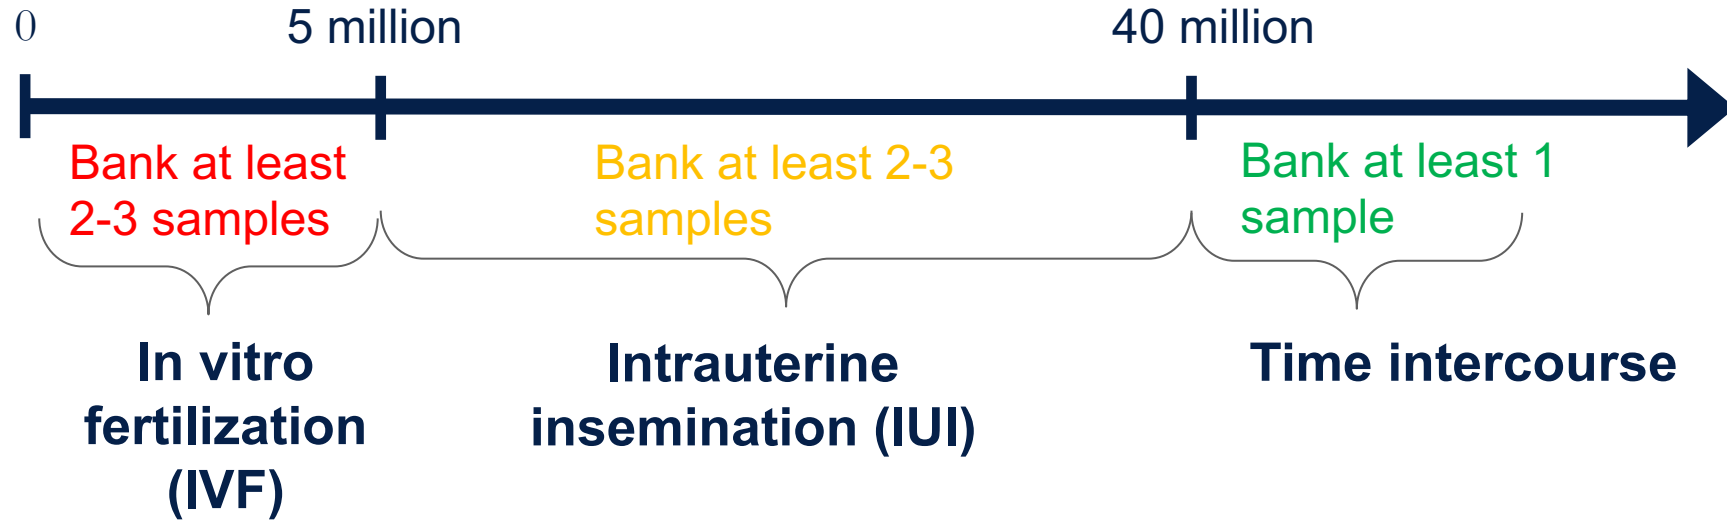 0
5 million
40 million
Bank at least
2-3 samples
Bank at least 2-3
samples
Bank at least 1
sample
In vitro
fertilization
(IVF)
Intrauterine
insemination (IUI)
Time intercourse